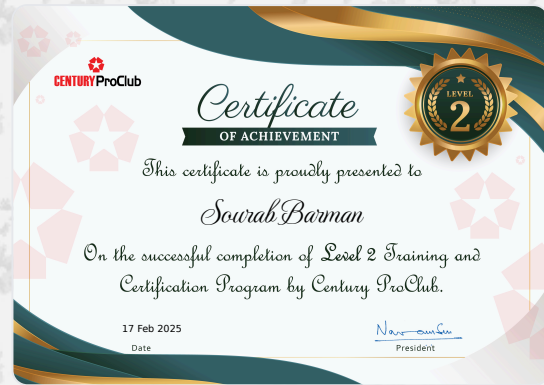 CENTURY ProClub
Certificate
OF ACHIEVEMENT
LEVEL
2
This certificate is proudly presented to
Sourab Barman
On the successful completion of Level 2 Training and
Certification Program by Century ProClub.
17 Feb 2025
Date
President